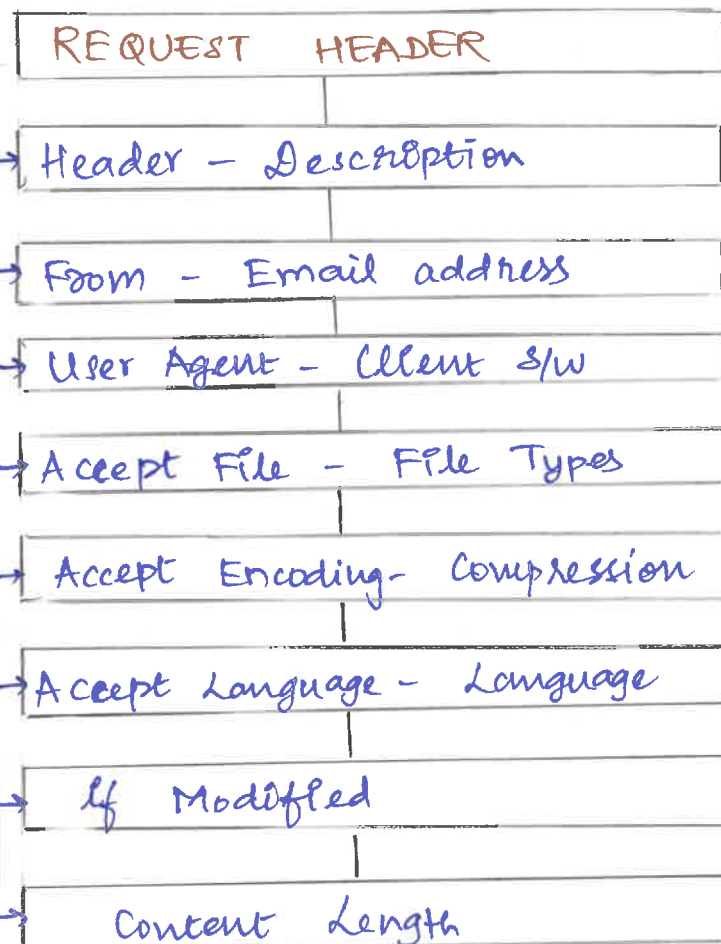 REQUEST HEADER
Header - Description
From - Email address
User Agent - Client S/W
Accept File - File Types
Accept Encoding - Compression
Accept Language - Language
If Modified
Content Length